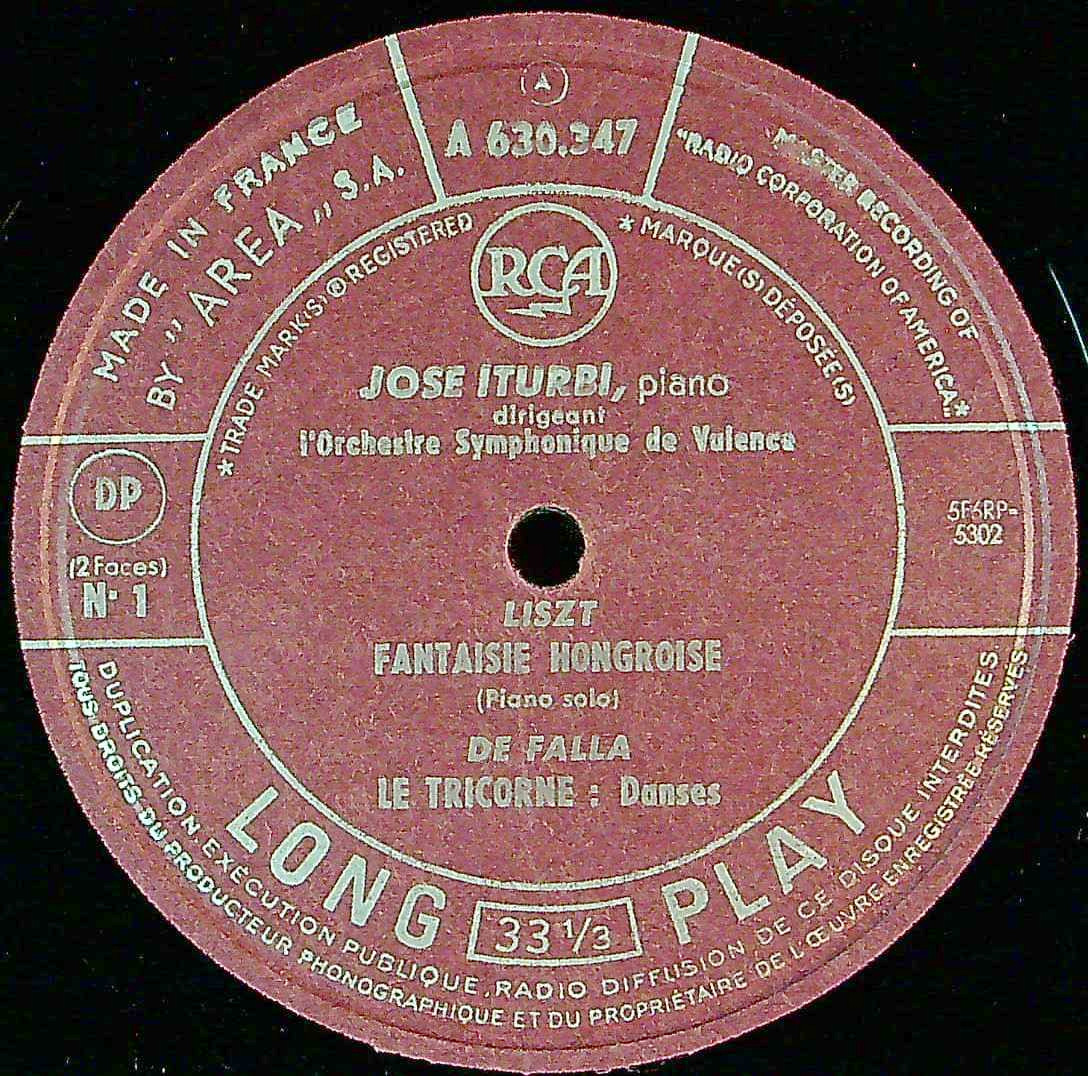 A
A 630.347
MADE IN FRANCE
BY "AREA" S.A.
MASTER RECORDING OF
"RADIO CORPORATION OF AMERICA"*
*TRADE MARK(S) ® REGISTERED
* MARQUE(S) DÉPOSÉE(S)
RCA
JOSE ITURBI, piano
dirigeant
l'Orchestre Symphonique de Valence
DP
(2 Faces)
N° 1
5F6RP-
5302
LISZT
FANTAISIE HONGROISE
(Piano solo)
DE FALLA
LE TRICORNE : Danses
LONG PLAY
33 1/3
DUPLICATION EXÉCUTION PUBLIQUE, RADIO DIFFUSION DE CE DISQUE INTERDITES
TOUS DROITS DU PRODUCTEUR PHONOGRAPHIQUE ET DU PROPRIÉTAIRE DE L'ŒUVRE ENREGISTRÉE RÉSERVÉS